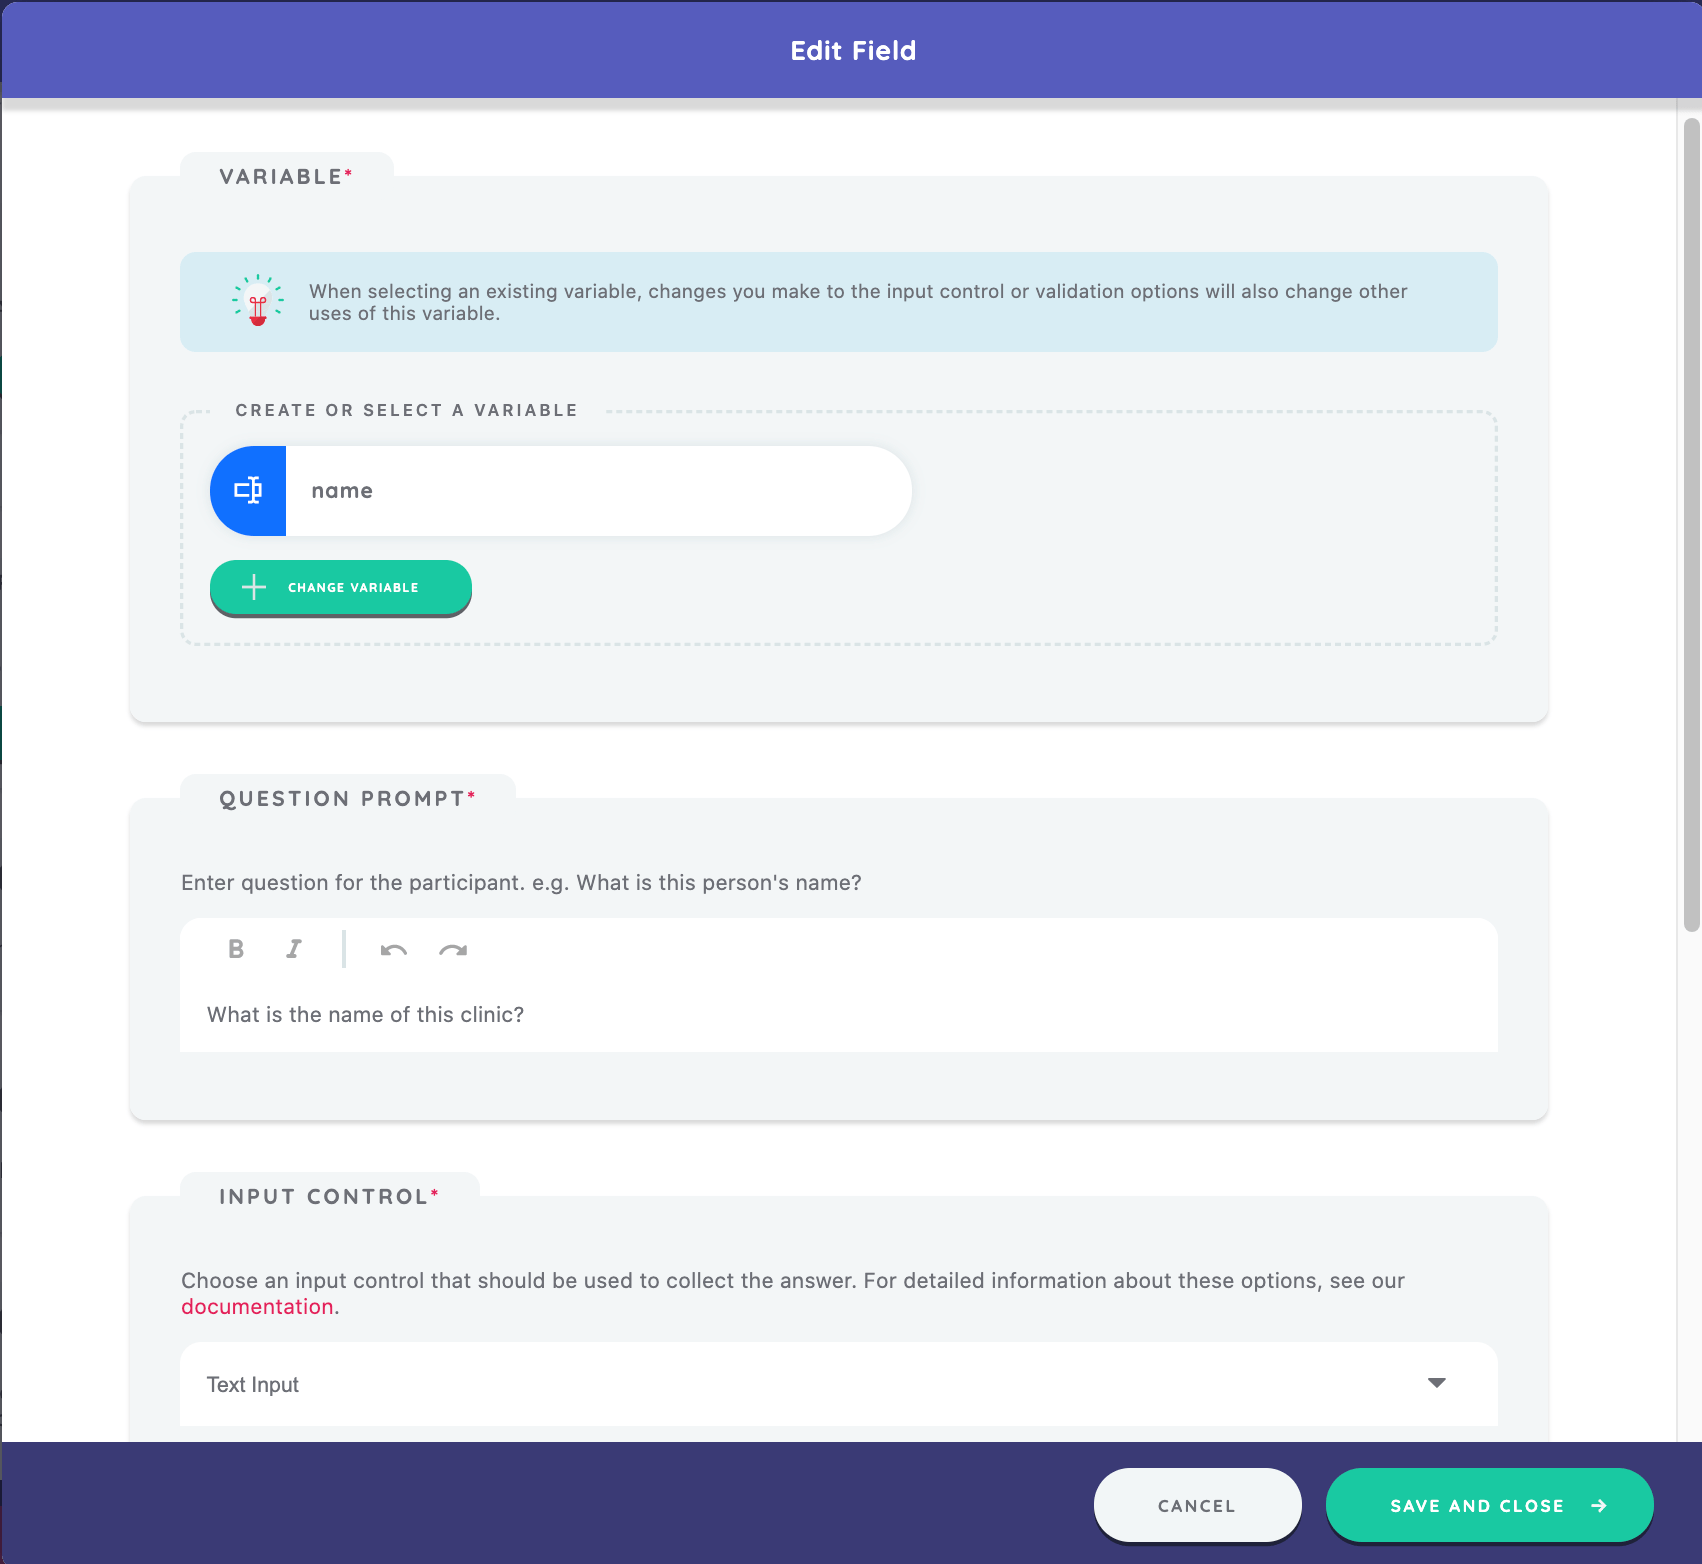 Edit Field
VARIABLE*
When selecting an existing variable, changes you make to the input control or validation options will also change other
uses of this variable.
CREATE OR SELECT A VARIABLE
name
CHANGE VARIABLE
QUESTION PROMPT*
Enter question for the participant. e.g. What is this person's name?
B I
What is the name of this clinic?
INPUT CONTROL*
Choose an input control that should be used to collect the answer. For detailed information about these options, see our
documentation.
Text Input
CANCEL
SAVE AND CLOSE